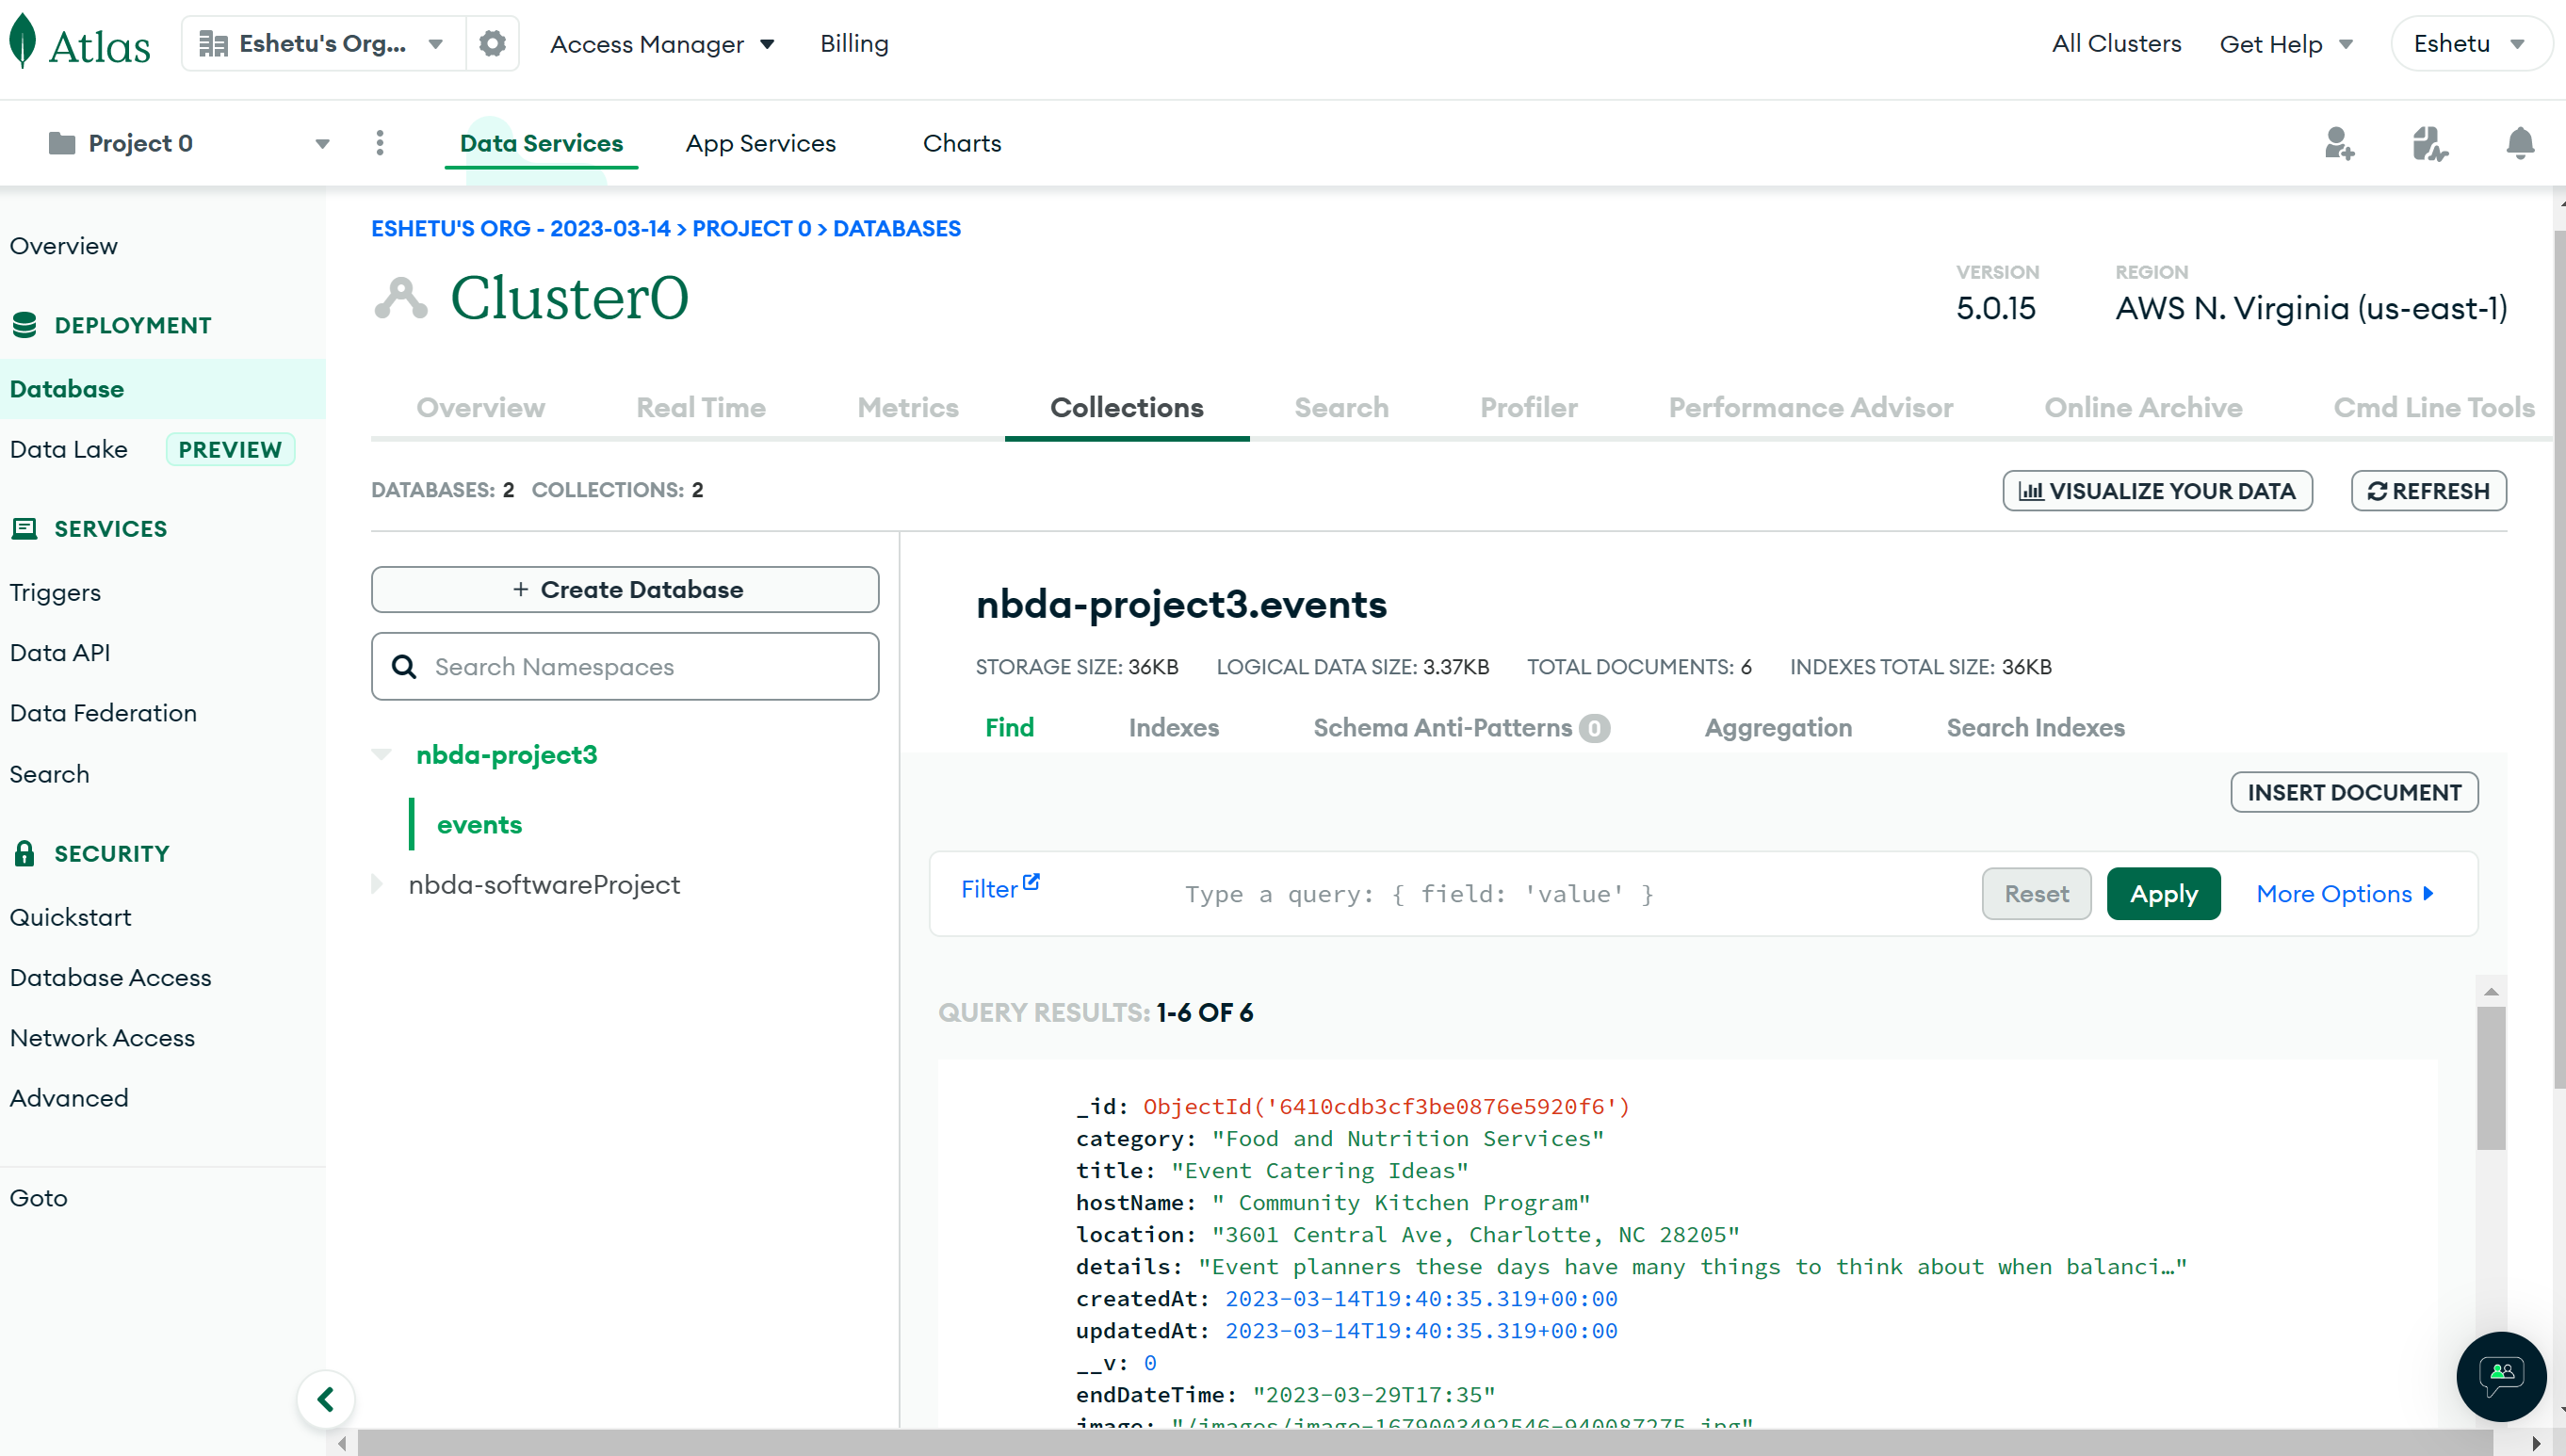 Atlas
Eshetu's Org...
Access Manager
Billing
All Clusters
Get Help
Eshetu
Project 0
Data Services
App Services
Charts
Overview
DEPLOYMENT
Database
Data Lake PREVIEW
SERVICES
Triggers
Data API
Data Federation
Search
SECURITY
Quickstart
Database Access
Network Access
Advanced
Goto
ESHETU'S ORG - 2023-03-14 > PROJECT 0 > DATABASES
Cluster0
VERSION
5.0.15
REGION
AWS N. Virginia (us-east-1)
Overview
Real Time
Metrics
Collections
Search
Profiler
Performance Advisor
Online Archive
Cmd Line Tools
DATABASES: 2 COLLECTIONS: 2
VISUALIZE YOUR DATA
REFRESH
+ Create Database
Search Namespaces
nbda-project3
events
nbda-softwareProject
nbda-project3.events
STORAGE SIZE: 36KB LOGICAL DATA SIZE: 3.37KB TOTAL DOCUMENTS: 6 INDEXES TOTAL SIZE: 36KB
Find
Indexes
Schema Anti-Patterns 0
Aggregation
Search Indexes
INSERT DOCUMENT
Filter
Type a query: { field: 'value' }
Reset
Apply
More Options
QUERY RESULTS: 1-6 OF 6
_id: ObjectId('6410cdb3cf3be0876e5920f6')
category: "Food and Nutrition Services"
title: "Event Catering Ideas"
hostName: " Community Kitchen Program"
location: "3601 Central Ave, Charlotte, NC 28205"
details: "Event planners these days have many things to think about when balanci…"
createdAt: 2023-03-14T19:40:35.319+00:00
updatedAt: 2023-03-14T19:40:35.319+00:00
__v: 0
endDateTime: "2023-03-29T17:35"
image: "/images/image-1679003492546-940087275.jpg"